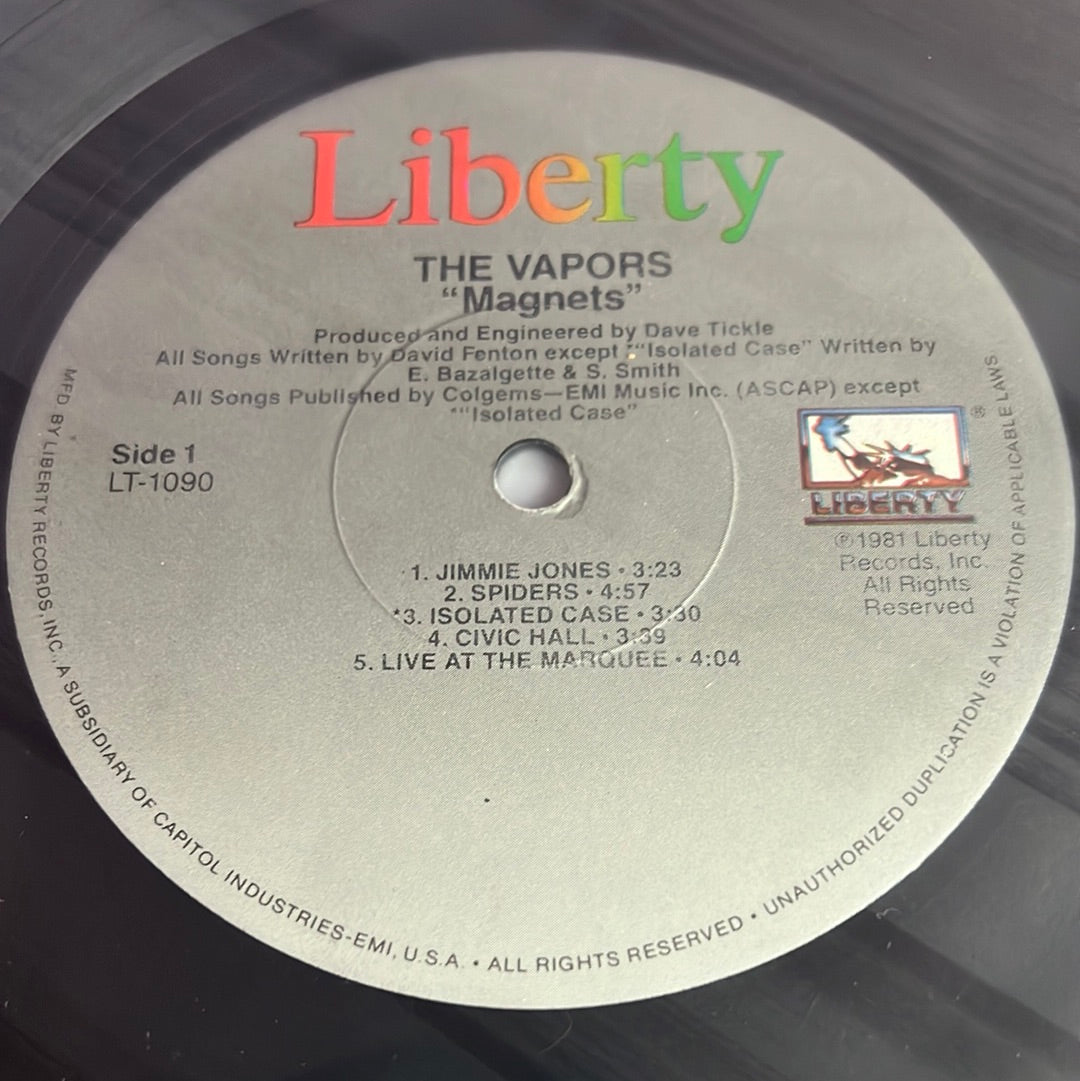 Liberty
THE VAPORS
“Magnets”
Produced and Engineered by Dave Tickle
All Songs Written by David Fenton except *“Isolated Case” Written by
E. Bazalgette & S. Smith
All Songs Published by Colgems—EMI Music Inc. (ASCAP) except
*“Isolated Case”
Side 1
LT-1090
®
LIBERTY
℗1981 Liberty
Records, Inc.
All Rights
Reserved
1. JIMMIE JONES • 3:23
2. SPIDERS • 4:57
*3. ISOLATED CASE • 3:30
4. CIVIC HALL • 3:39
5. LIVE AT THE MARQUEE • 4:04
MFD. BY LIBERTY RECORDS, INC., A SUBSIDIARY OF CAPITOL INDUSTRIES-EMI, U.S.A. • ALL RIGHTS RESERVED • UNAUTHORIZED DUPLICATION IS A VIOLATION OF APPLICABLE LAWS